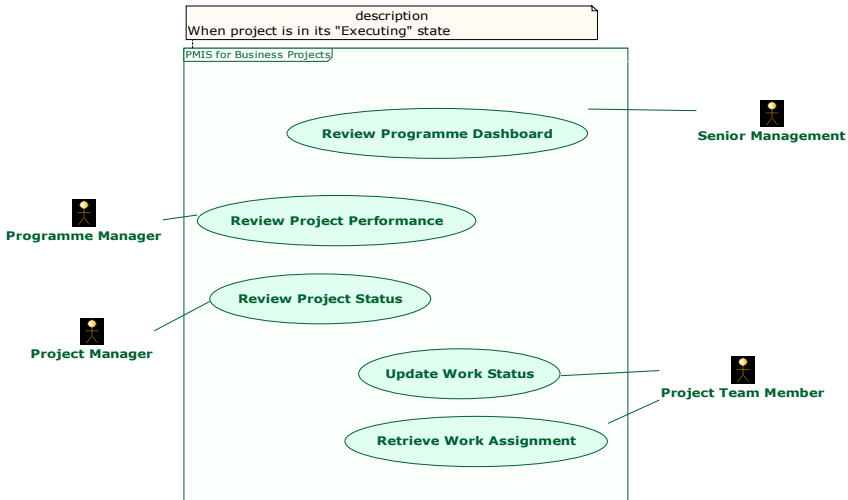 description
When project is in its "Executing" state
PMIS for Business Projects
Review Programme Dashboard
Senior Management
Review Project Performance
Programme Manager
Review Project Status
Project Manager
Update Work Status
Project Team Member
Retrieve Work Assignment